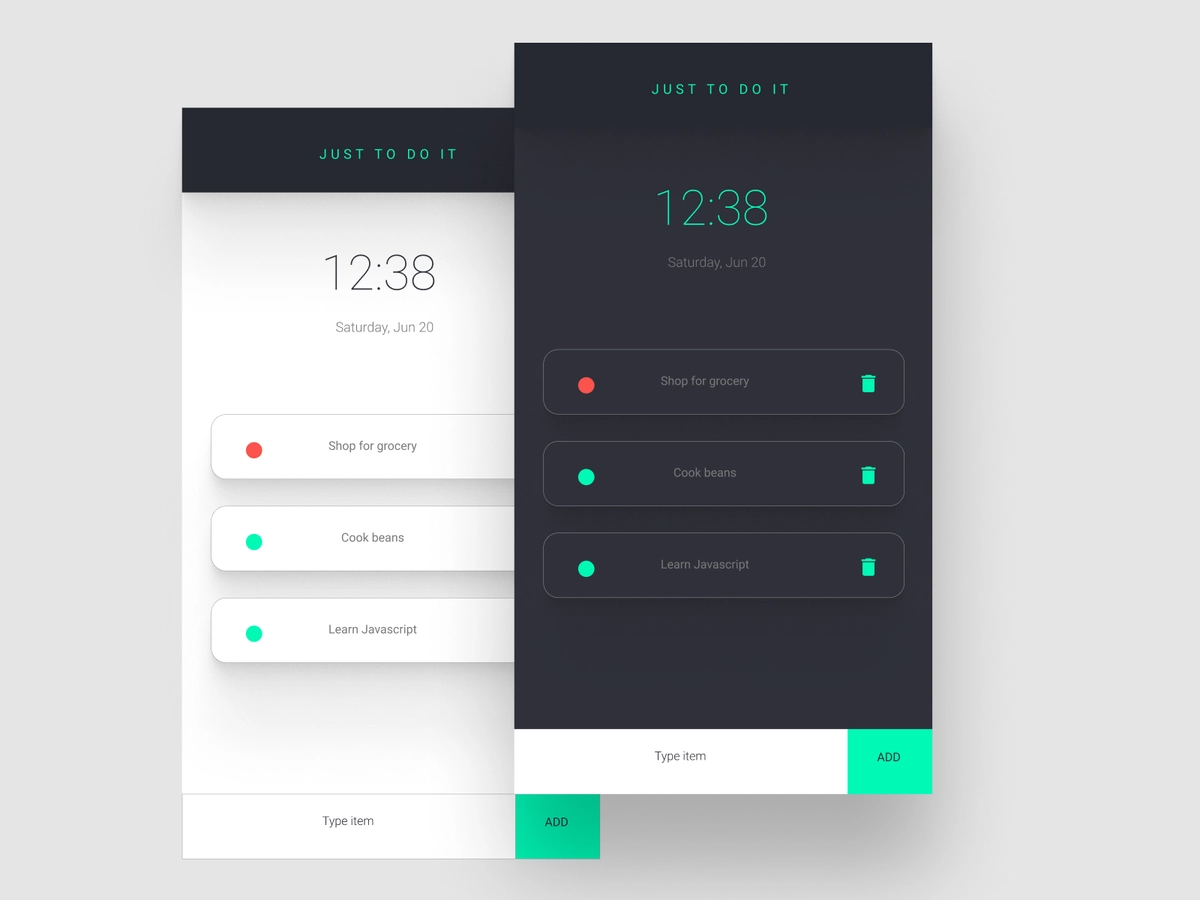 JUST TO DO IT
12:38
Saturday, Jun 20
Shop for grocery
Cook beans
Learn Javascript
Type item
ADD
JUST TO DO IT
12:38
Saturday, Jun 20
Shop for grocery
Cook beans
Learn Javascript
Type item
ADD